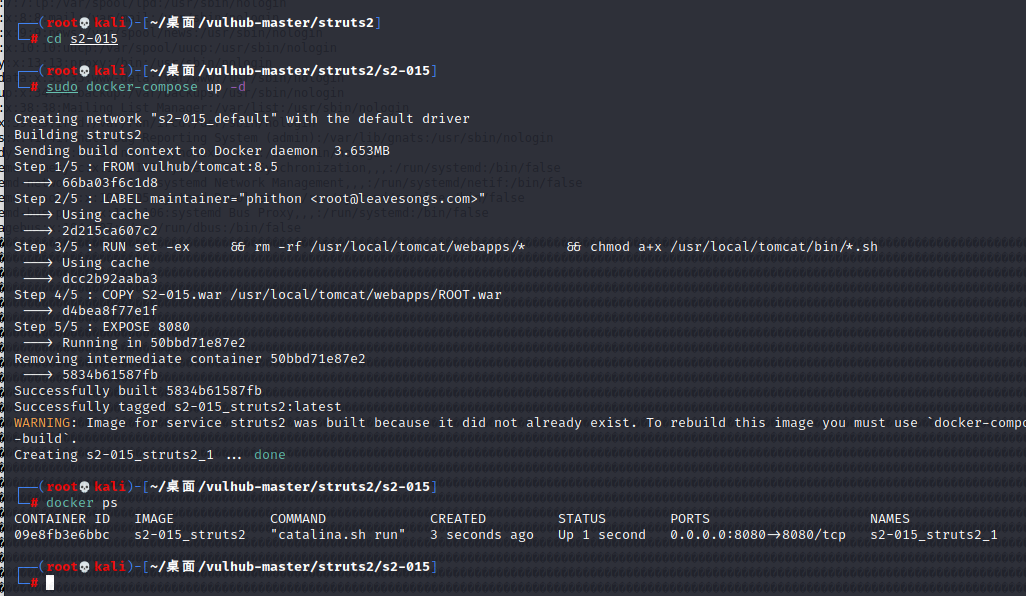 ┌──(root💀kali)-[~/桌面/vulhub-master/struts2]
└─# cd s2-015
┌──(root💀kali)-[~/桌面/vulhub-master/struts2/s2-015]
└─# sudo docker-compose up -d
Creating network "s2-015_default" with the default driver
Building struts2
Sending build context to Docker daemon  3.653MB
Step 1/5 : FROM vulhub/tomcat:8.5
 ---> 66ba03f6c1d8
Step 2/5 : LABEL maintainer="phithon <root@leavesongs.com>"
 ---> Using cache
 ---> 2d215ca607c2
Step 3/5 : RUN set -ex     && rm -rf /usr/local/tomcat/webapps/*     && chmod a+x /usr/local/tomcat/bin/*.sh
 ---> Using cache
 ---> dcc2b92aaba3
Step 4/5 : COPY S2-015.war /usr/local/tomcat/webapps/ROOT.war
 ---> d4bea8f77e1f
Step 5/5 : EXPOSE 8080
 ---> Running in 50bbd71e87e2
Removing intermediate container 50bbd71e87e2
 ---> 5834b61587fb
Successfully built 5834b61587fb
Successfully tagged s2-015_struts2:latest
WARNING: Image for service struts2 was built because it did not already exist. To rebuild this image you must use `docker-compo
-build`.
Creating s2-015_struts2_1 ... done
┌──(root💀kali)-[~/桌面/vulhub-master/struts2/s2-015]
└─# docker ps
CONTAINER ID   IMAGE            COMMAND             CREATED         STATUS        PORTS                    NAMES
09e8fb3e6bbc   s2-015_struts2   "catalina.sh run"   3 seconds ago   Up 1 second   0.0.0.0:8080->8080/tcp   s2-015_struts2_1
┌──(root💀kali)-[~/桌面/vulhub-master/struts2/s2-015]
└─#